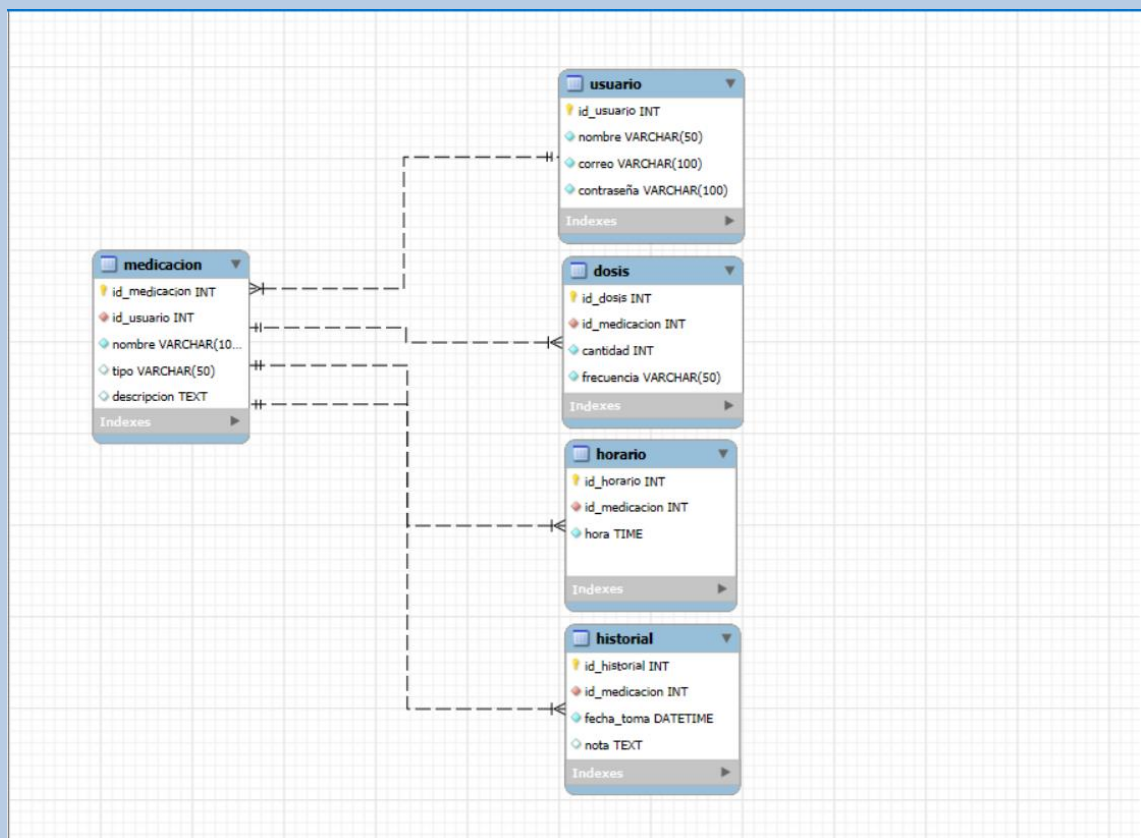 usuario
id_usuario INT
nombre VARCHAR(50)
correo VARCHAR(100)
contraseña VARCHAR(100)
Indexes
medicacion
id_medicacion INT
id_usuario INT
nombre VARCHAR(10...
tipo VARCHAR(50)
descripcion TEXT
Indexes
dosis
id_dosis INT
id_medicacion INT
cantidad INT
frecuencia VARCHAR(50)
Indexes
horario
id_horario INT
id_medicacion INT
hora TIME
Indexes
historial
id_historial INT
id_medicacion INT
fecha_toma DATETIME
nota TEXT
Indexes